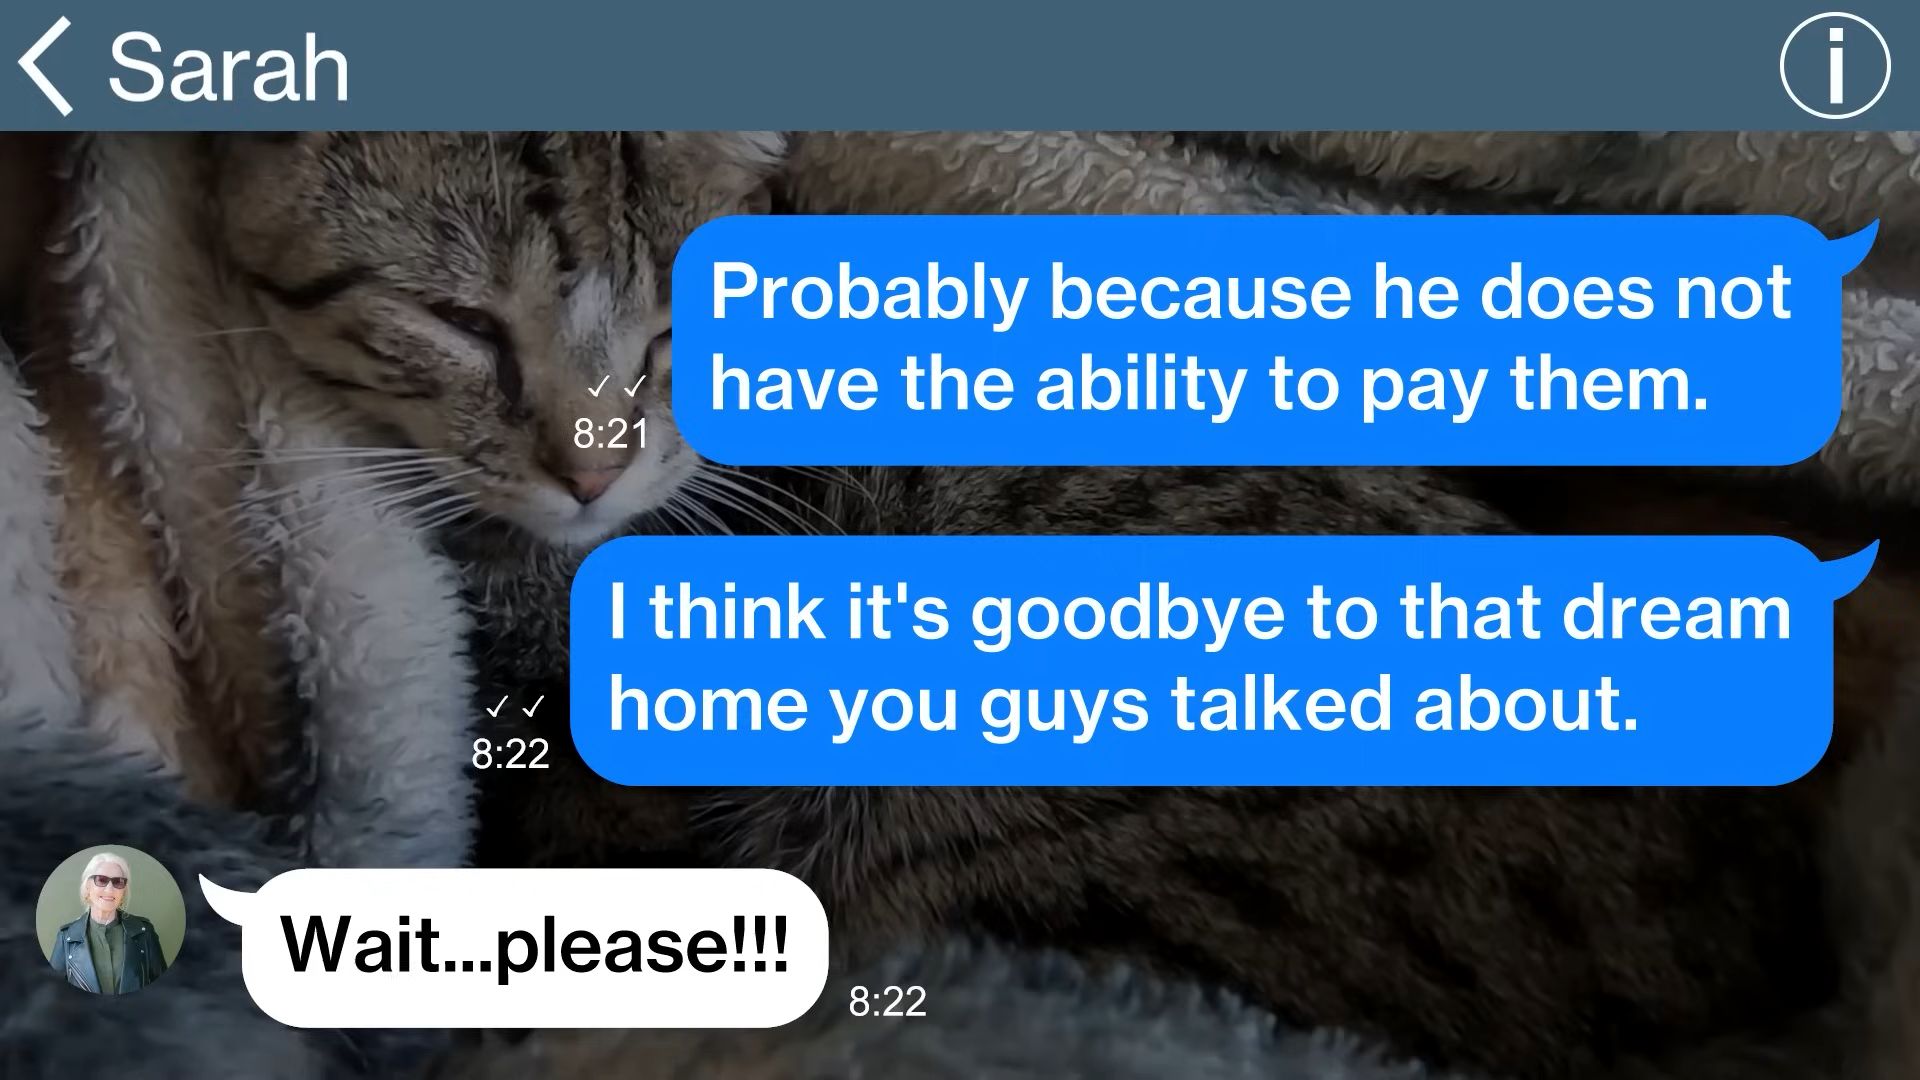 Sarah
Probably because he does not
have the ability to pay them.
8:21
I think it's goodbye to that dream
home you guys talked about.
8:22
Wait...please!!!
8:22